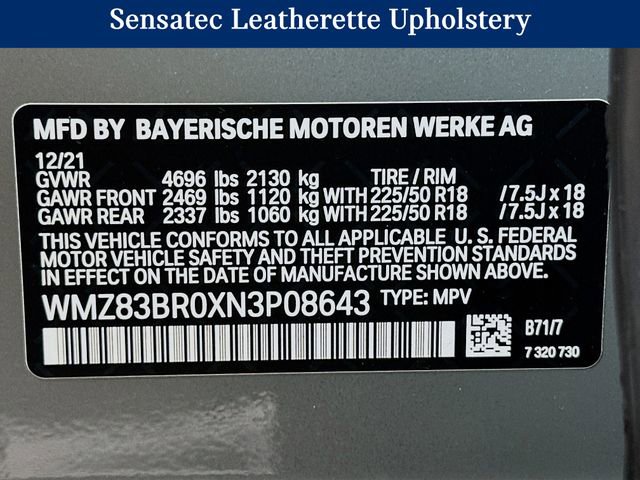 Sensatec Leatherette Upholstery
MFD BY BAYERISCHE MOTOREN WERKE AG
12/21
GVWR 4696 lbs 2130 kg TIRE / RIM
GAWR FRONT 2469 lbs 1120 kg WITH 225/50 R18 /7.5J x 18
GAWR REAR 2337 lbs 1060 kg WITH 225/50 R18 /7.5J x 18
THIS VEHICLE CONFORMS TO ALL APPLICABLE U. S. FEDERAL
MOTOR VEHICLE SAFETY AND THEFT PREVENTION STANDARDS
IN EFFECT ON THE DATE OF MANUFACTURE SHOWN ABOVE.
WMZ83BR0XN3P08643 TYPE: MPV
B71/7
7 320 730